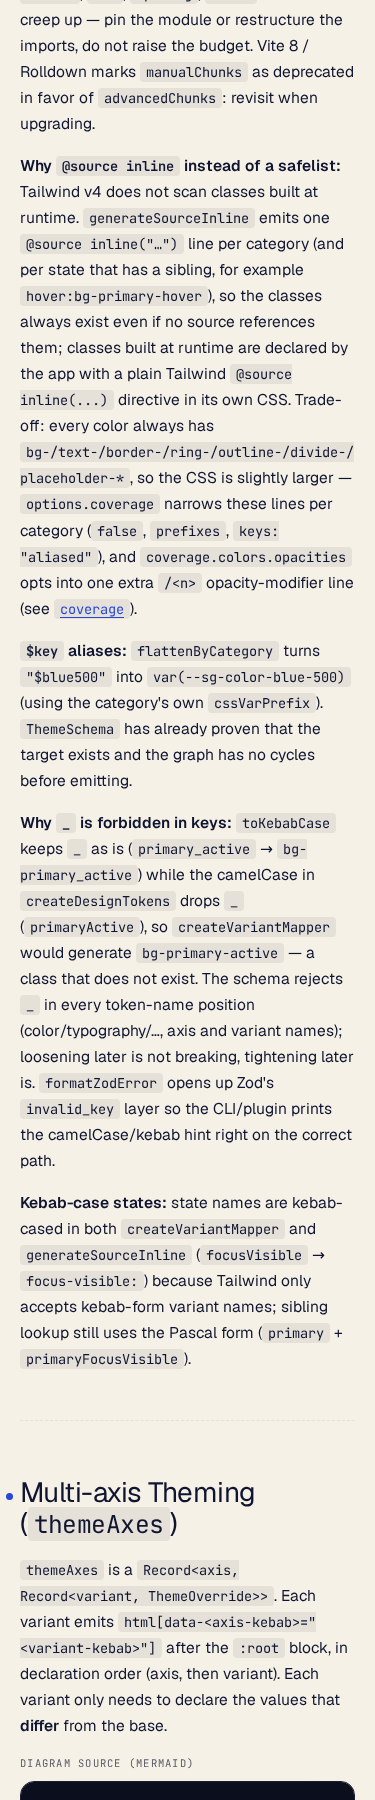 creep up — pin the module or restructure the
imports, do not raise the budget. Vite 8 /
Rolldown marks manualChunks as deprecated
in favor of advancedChunks: revisit when
upgrading.
Why @source inline instead of a safelist:
Tailwind v4 does not scan classes built at
runtime. generateSourceInline emits one
@source inline("…") line per category (and
per state that has a sibling, for example
hover:bg-primary-hover), so the classes
always exist even if no source references
them; classes built at runtime are declared by
the app with a plain Tailwind @source
inline(...) directive in its own CSS. Trade-
off: every color always has
bg-/text-/border-/ring-/outline-/divide-/
placeholder-*, so the CSS is slightly larger —
options.coverage narrows these lines per
category (false, prefixes, keys:
"aliased"), and coverage.colors.opacities
opts into one extra /<n> opacity-modifier line
(see coverage).
$key aliases: flattenByCategory turns
"$blue500" into var(--sg-color-blue-500)
(using the category's own cssVarPrefix).
ThemeSchema has already proven that the
target exists and the graph has no cycles
before emitting.
Why _ is forbidden in keys: toKebabCase
keeps _ as is (primary_active → bg-
primary_active) while the camelCase in
createDesignTokens drops _
(primaryActive), so createVariantMapper
would generate bg-primary-active — a
class that does not exist. The schema rejects
_ in every token-name position
(color/typography/…, axis and variant names);
loosening later is not breaking, tightening later
is. formatZodError opens up Zod's
invalid_key layer so the CLI/plugin prints
the camelCase/kebab hint right on the correct
path.
Kebab-case states: state names are kebab-
cased in both createVariantMapper and
generateSourceInline (focusVisible →
focus-visible:) because Tailwind only
accepts kebab-form variant names; sibling
lookup still uses the Pascal form (primary +
primaryFocusVisible).
Multi-axis Theming
(themeAxes)
themeAxes is a Record<axis,
Record<variant, ThemeOverride>>. Each
variant emits html[data-<axis-kebab>="
<variant-kebab>"] after the :root block, in
declaration order (axis, then variant). Each
variant only needs to declare the values that
differ from the base.
DIAGRAM SOURCE (MERMAID)